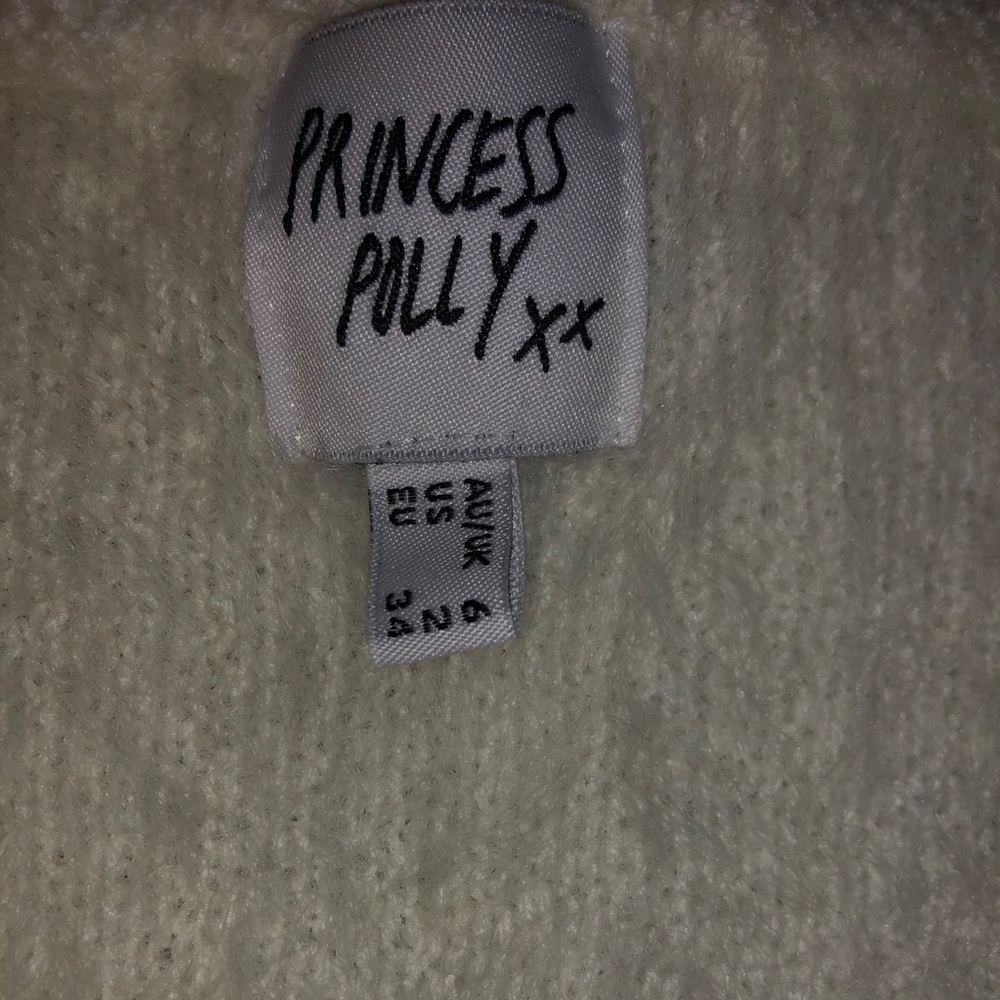 PRINCESS
POLLY xx
AU/UK 6
US 2
EU 34